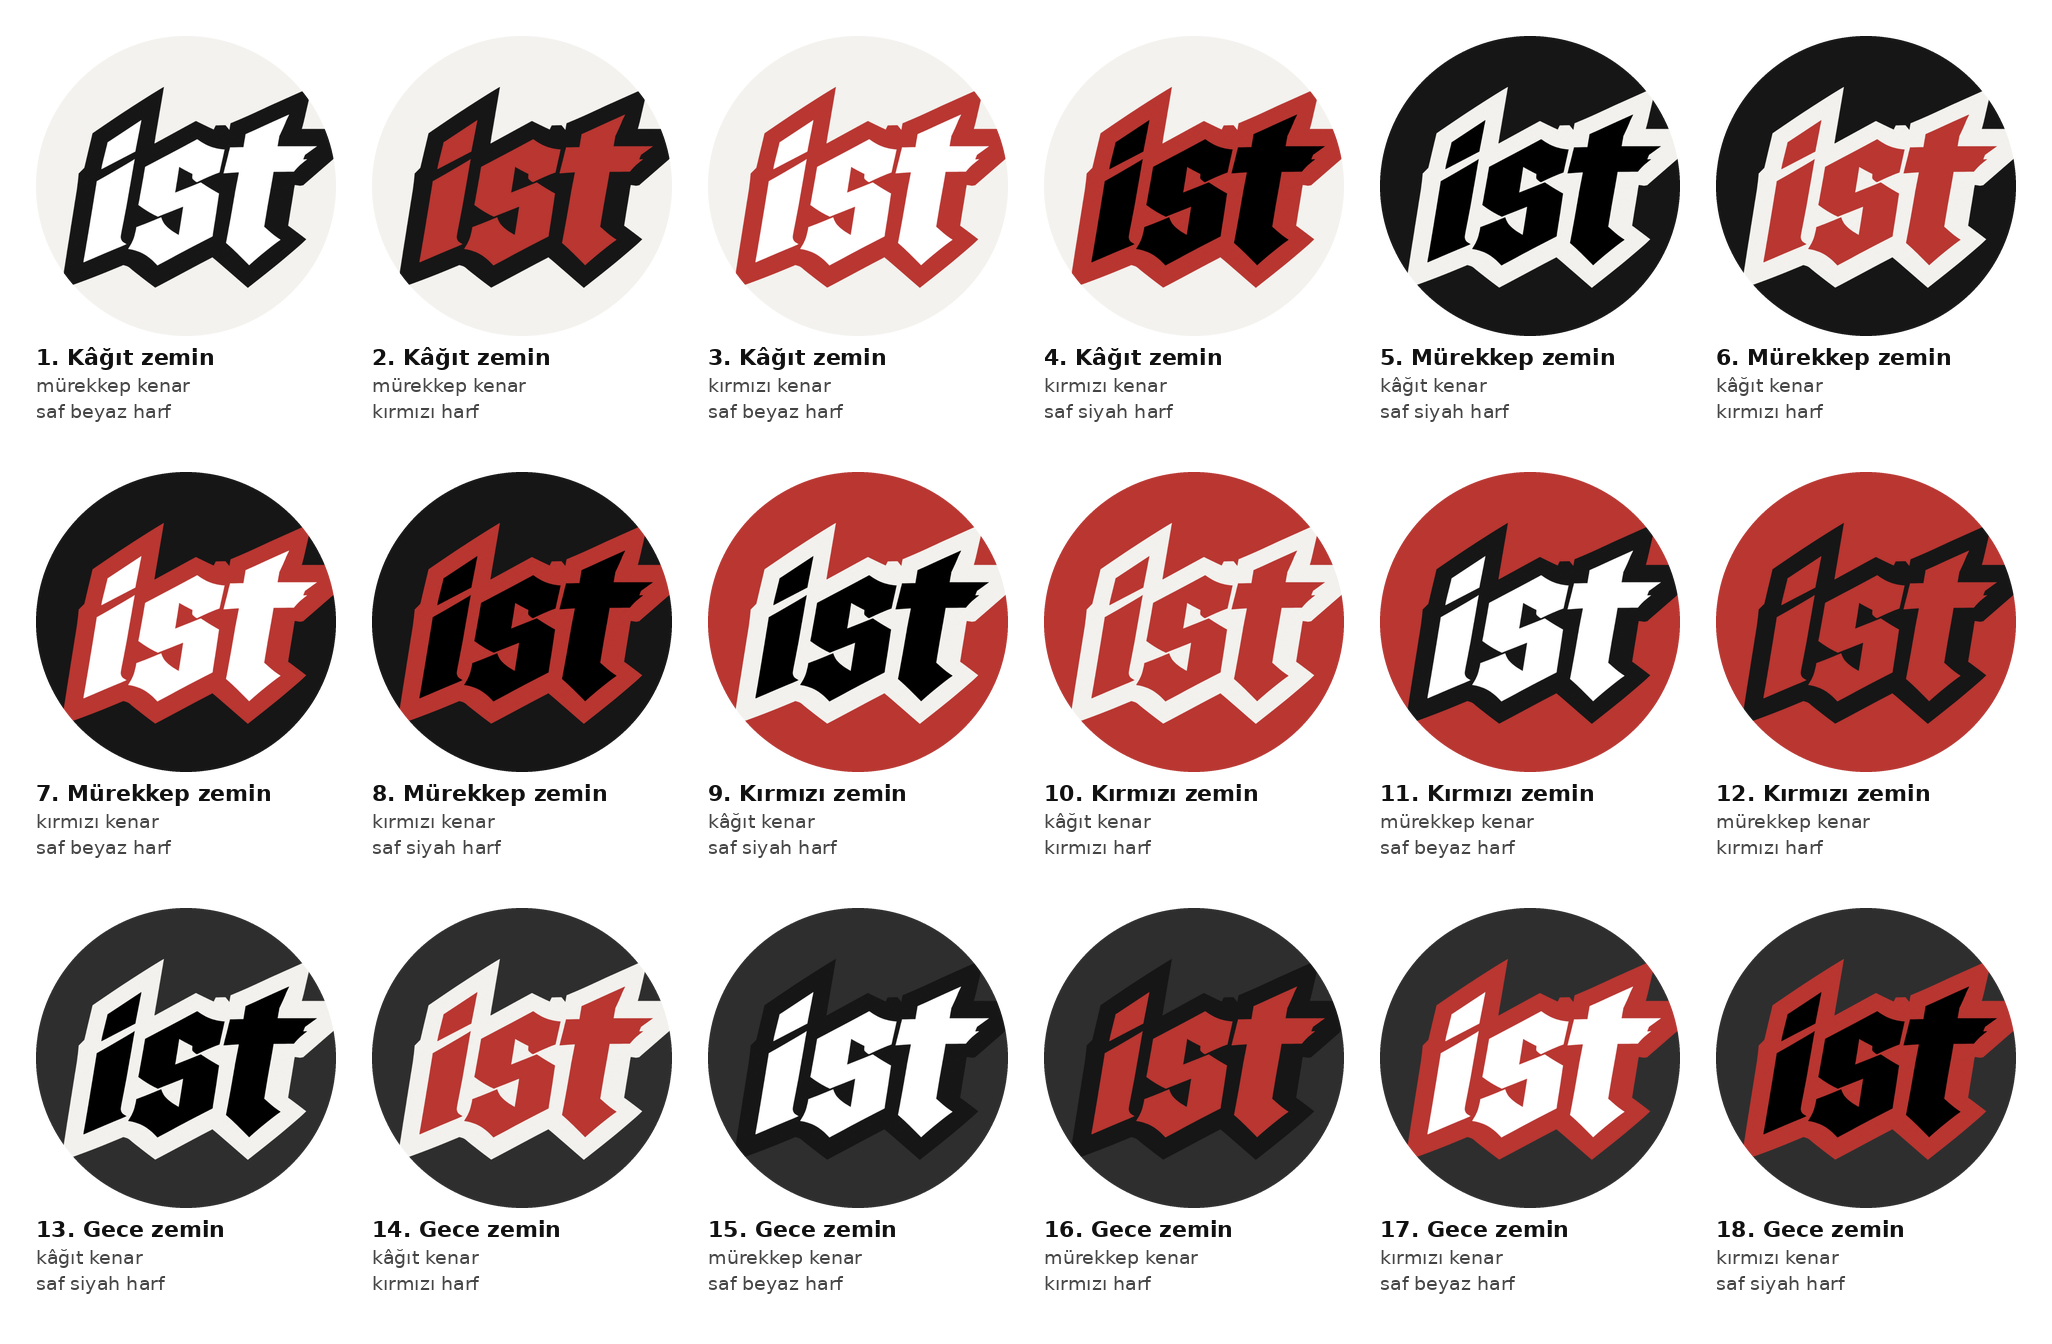 ist ist ist ist ist ist
1. Kâğıt zemin 2. Kâğıt zemin 3. Kâğıt zemin 4. Kâğıt zemin 5. Mürekkep zemin 6. Mürekkep zemin
mürekkep kenar mürekkep kenar kırmızı kenar kırmızı kenar kâğıt kenar kâğıt kenar
saf beyaz harf kırmızı harf saf beyaz harf saf siyah harf saf siyah harf kırmızı harf
ist ist ist ist ist ist
7. Mürekkep zemin 8. Mürekkep zemin 9. Kırmızı zemin 10. Kırmızı zemin 11. Kırmızı zemin 12. Kırmızı zemin
kırmızı kenar kırmızı kenar kâğıt kenar kâğıt kenar mürekkep kenar mürekkep kenar
saf beyaz harf saf siyah harf saf siyah harf kırmızı harf saf beyaz harf kırmızı harf
ist ist ist ist ist ist
13. Gece zemin 14. Gece zemin 15. Gece zemin 16. Gece zemin 17. Gece zemin 18. Gece zemin
kâğıt kenar kâğıt kenar mürekkep kenar mürekkep kenar kırmızı kenar kırmızı kenar
saf siyah harf kırmızı harf saf beyaz harf kırmızı harf saf beyaz harf saf siyah harf